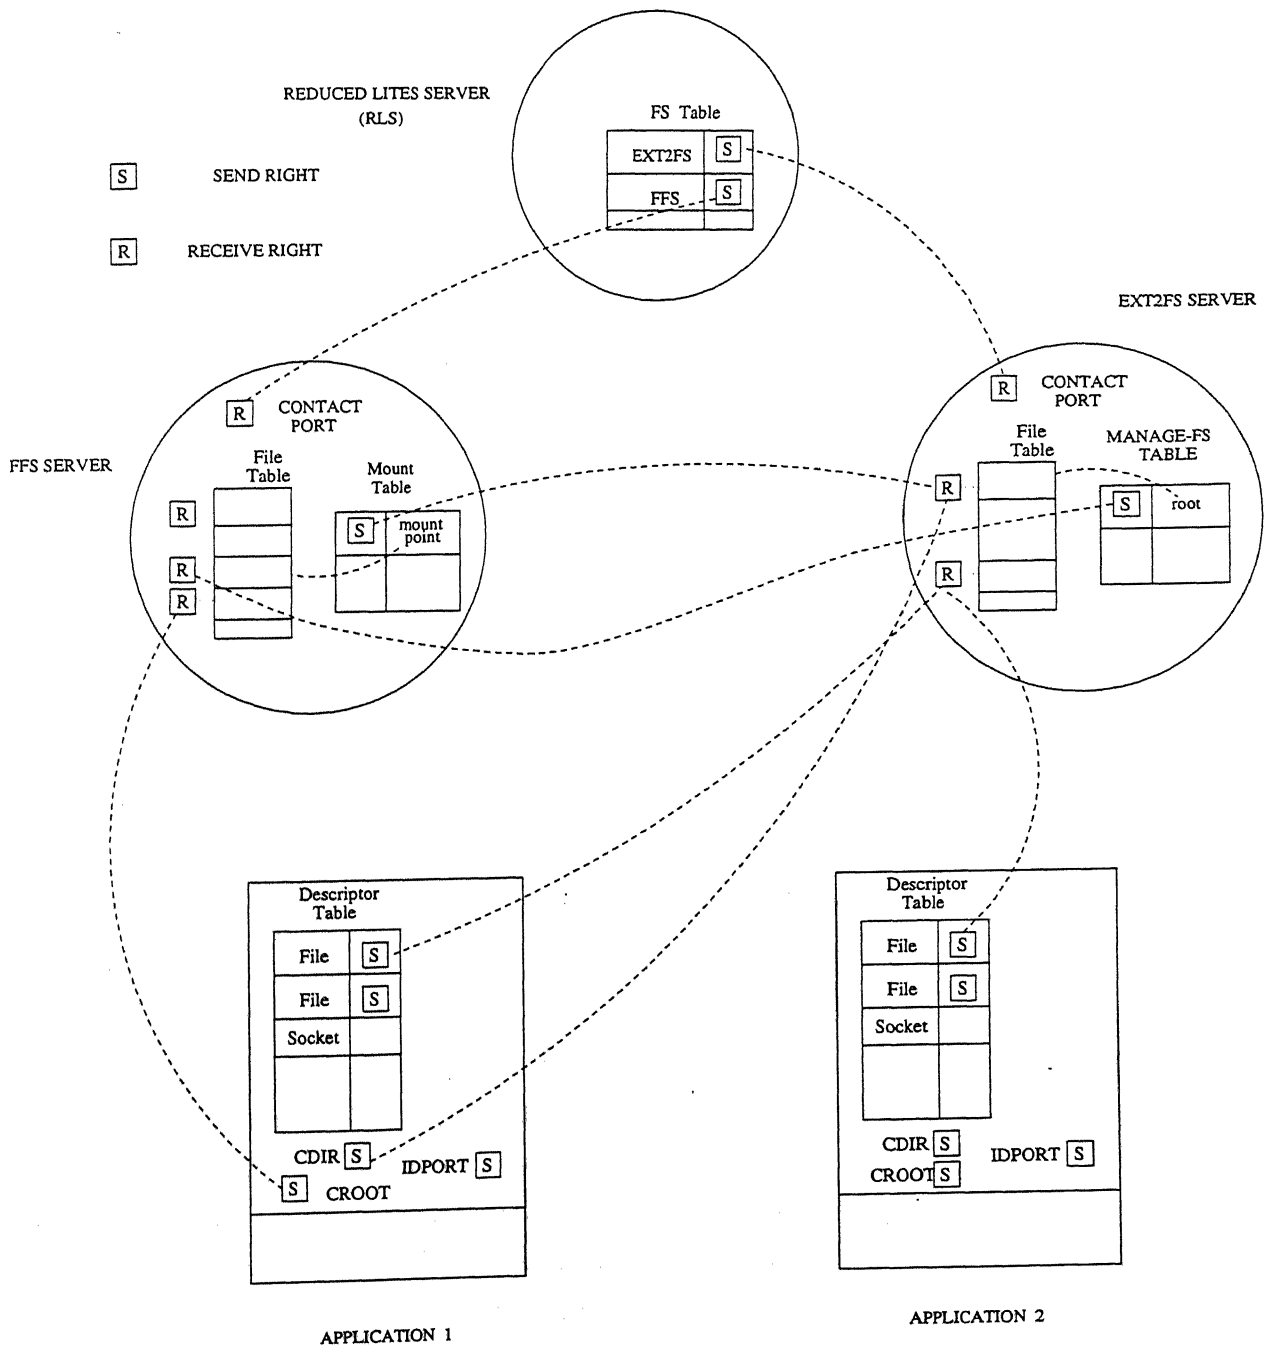 REDUCED LITES SERVER
(RLS)
FS Table
EXT2FS S
FFS S
S SEND RIGHT
R RECEIVE RIGHT
EXT2FS SERVER
R CONTACT
PORT
FFS SERVER
R CONTACT
PORT
File
Table
Mount
Table
R
R
R
S mount
point
File
Table
MANAGE-FS
TABLE
R
R
S root
Descriptor
Table
File S
File S
Socket
CDIR S
IDPORT S
S CROOT
APPLICATION 1
Descriptor
Table
File S
File S
Socket
CDIR S
IDPORT S
CROOT S
APPLICATION 2